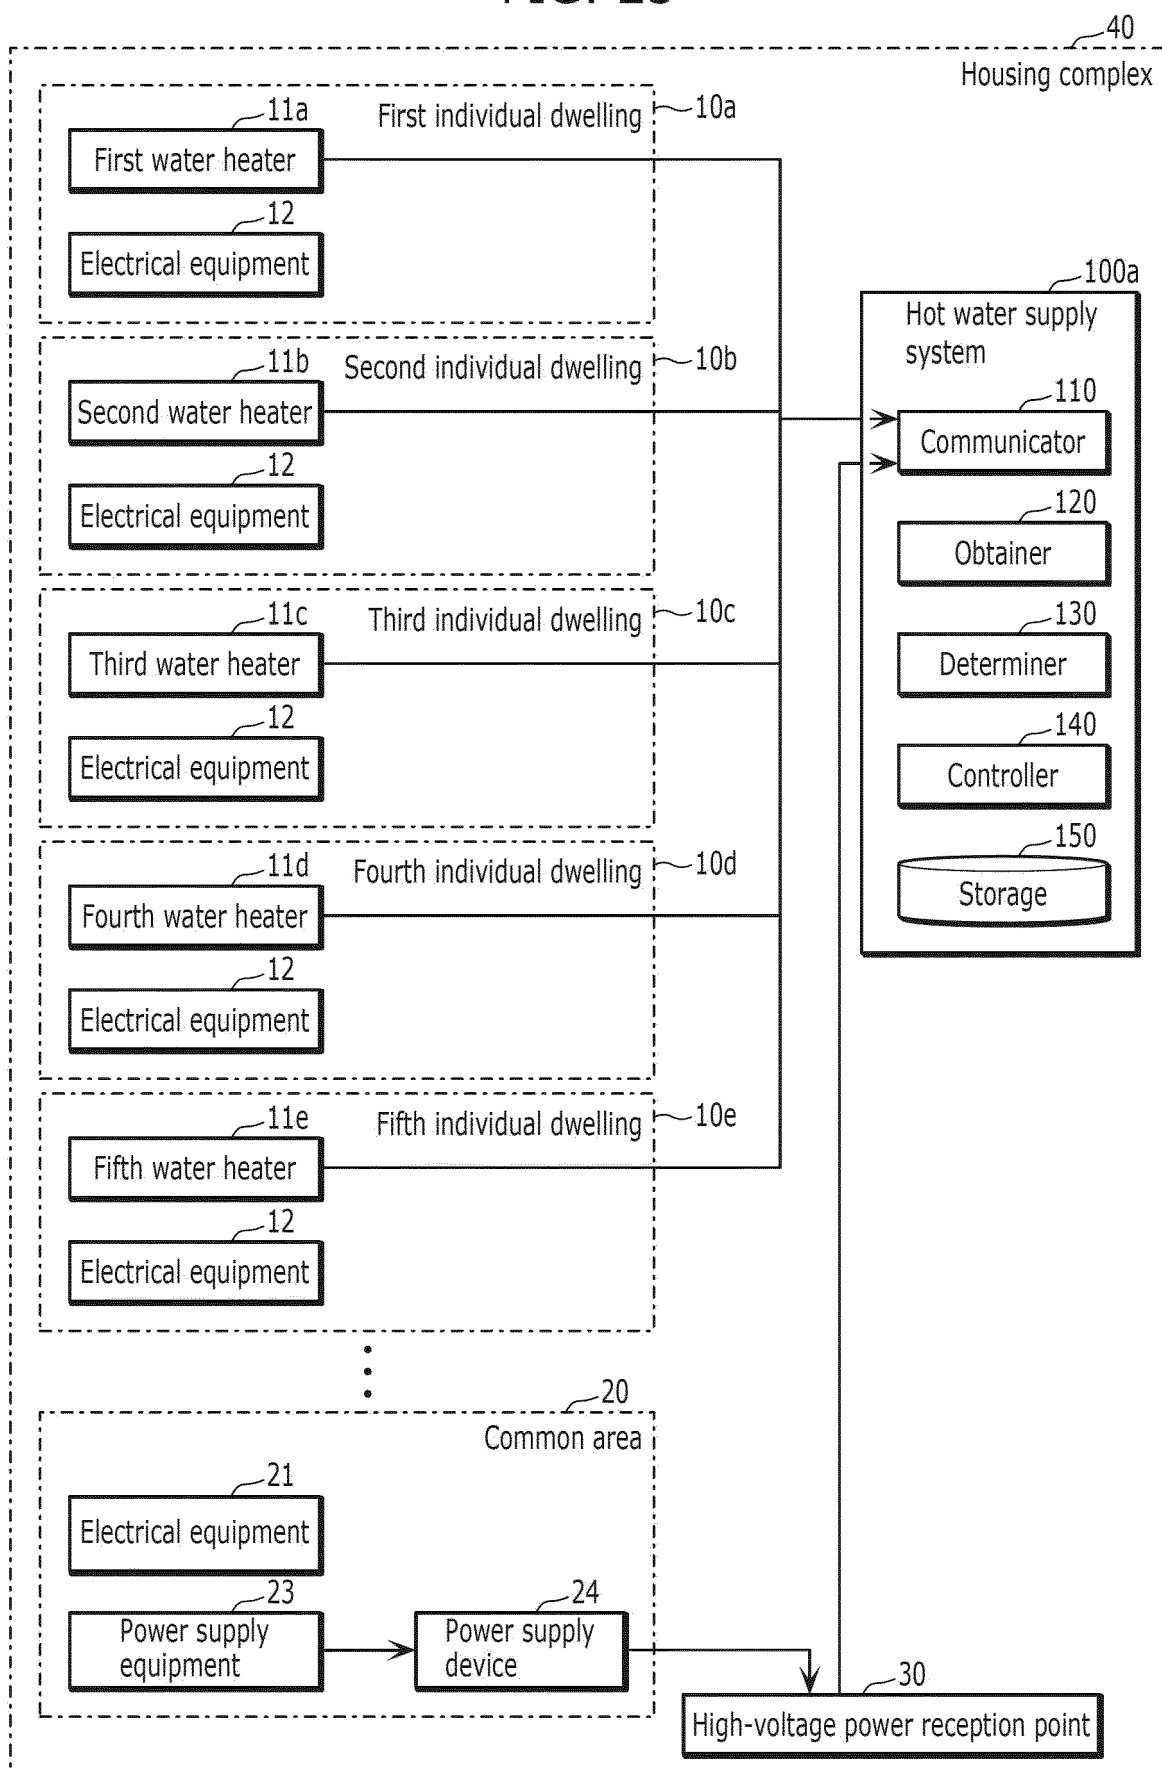 40
Housing complex
10a
First individual dwelling
11a
First water heater
12
Electrical equipment
10b
Second individual dwelling
11b
Second water heater
12
Electrical equipment
10c
Third individual dwelling
11c
Third water heater
12
Electrical equipment
10d
Fourth individual dwelling
11d
Fourth water heater
12
Electrical equipment
10e
Fifth individual dwelling
11e
Fifth water heater
12
Electrical equipment
20
Common area
21
Electrical equipment
23
Power supply
equipment
24
Power supply
device
30
High-voltage power reception point
100a
Hot water supply
system
110
Communicator
120
Obtainer
130
Determiner
140
Controller
150
Storage